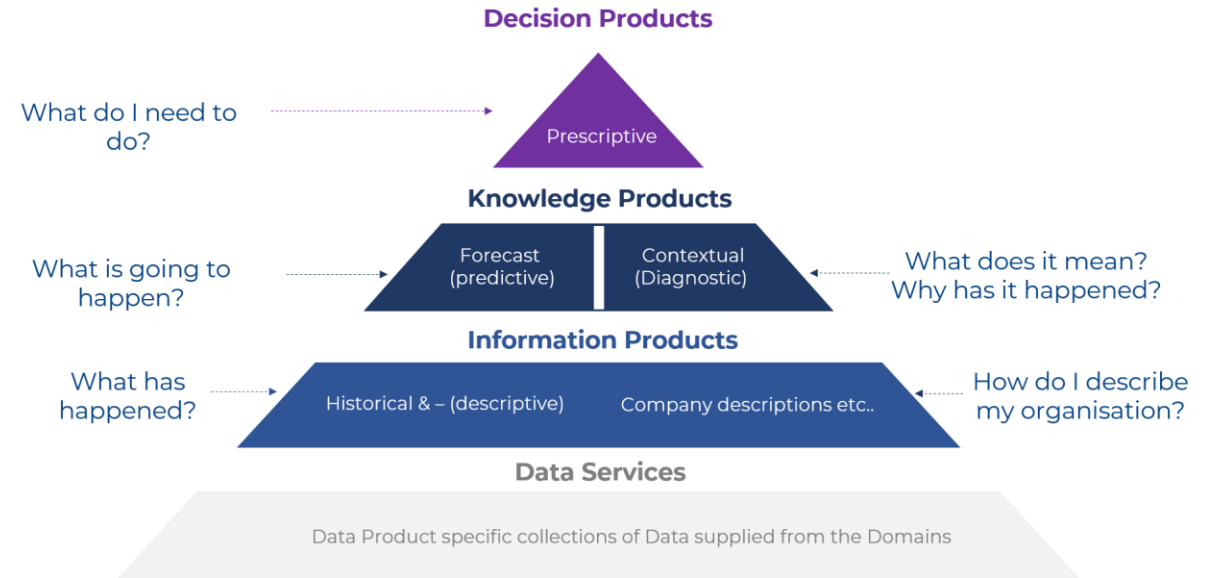 Decision Products
What do I need to
do?
Prescriptive
Knowledge Products
What is going to
happen?
Forecast
(predictive)
Contextual
(Diagnostic)
What does it mean?
Why has it happened?
Information Products
What has
happened?
Historical & – (descriptive)
Company descriptions etc..
How do I describe
my organisation?
Data Services
Data Product specific collections of Data supplied from the Domains